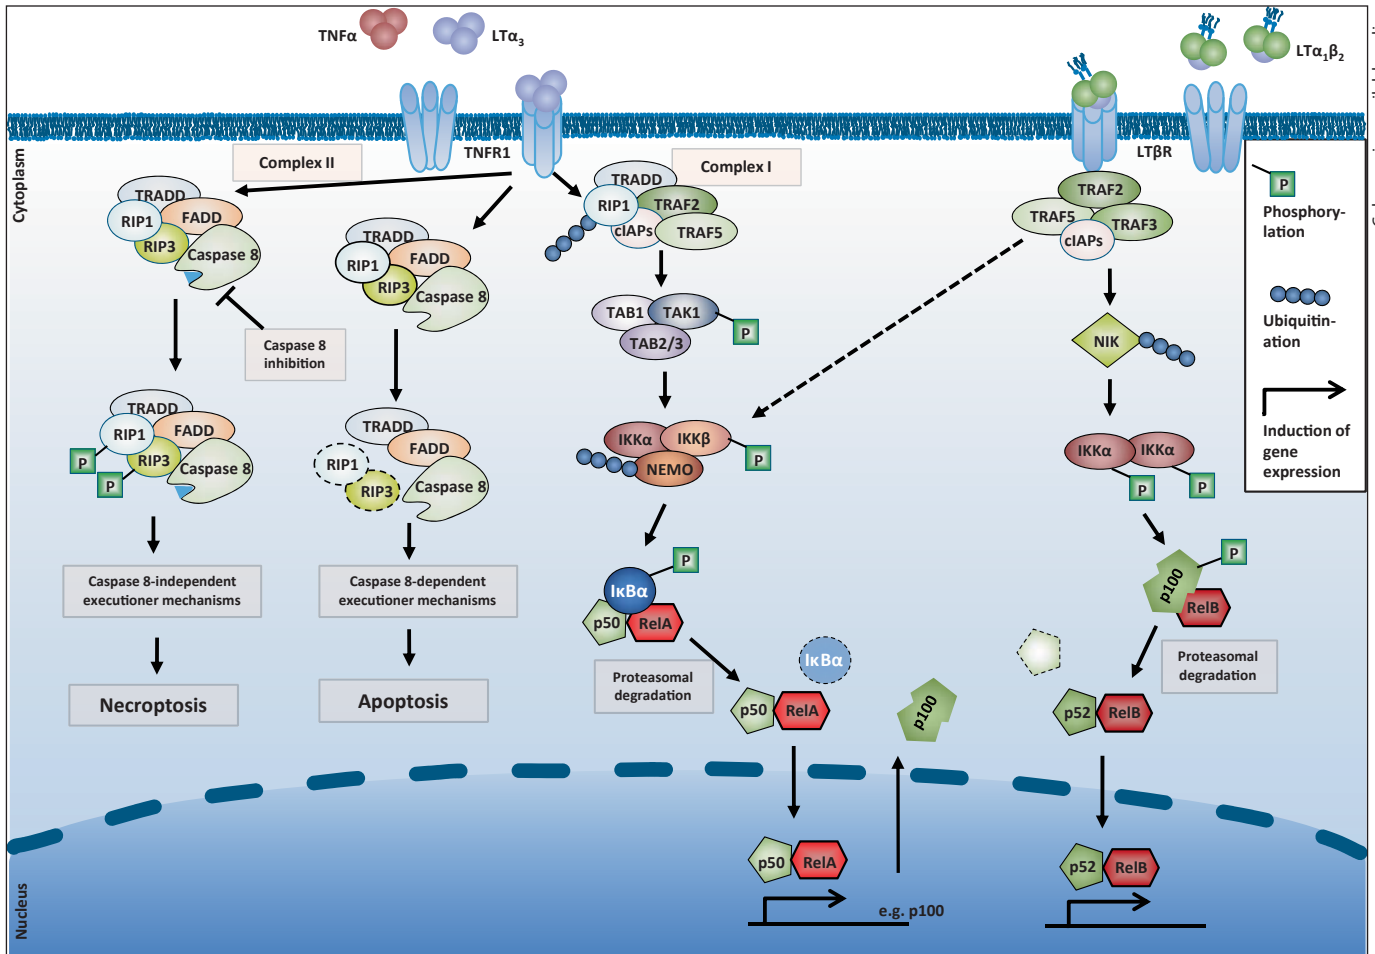 TNFα
LTα3
LTα1β2
TNFR1
LTβR
Cytoplasm
Complex II
Complex I
TRADD
RIP1
FADD
RIP3
Caspase 8
TRADD
RIP1
FADD
RIP3
Caspase 8
TRADD
RIP1
TRAF2
cIAPs
TRAF5
TRAF2
TRAF5
TRAF3
cIAPs
P
Phosphory-
lation
Ubiquitin-
ation
Induction of
gene
expression
Caspase 8
inhibition
TAB1
TAK1
P
TAB2/3
NIK
TRADD
RIP1
FADD
RIP3
Caspase 8
P
P
TRADD
FADD
RIP1
RIP3
Caspase 8
IKKα
IKKβ
NEMO
P
IKKα
IKKα
P
P
Caspase 8-independent
executioner mechanisms
Caspase 8-dependent
executioner mechanisms
P
IκBα
p50
RelA
P
p100
RelB
Proteasomal
degradation
Proteasomal
degradation
IκBα
Necroptosis
Apoptosis
p50
RelA
p100
p52
RelB
p50
RelA
p52
RelB
e.g. p100
Nucleus